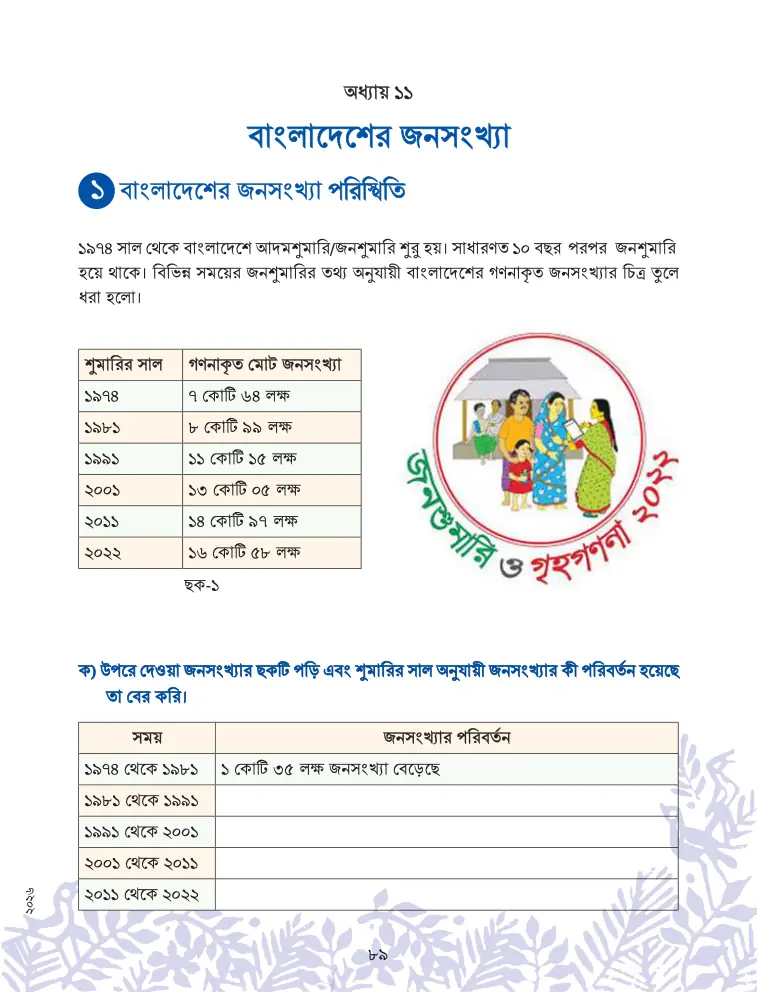 অধ্যায় ১১
বাংলাদেশের জনসংখ্যা
১ বাংলাদেশের জনসংখ্যা পরিস্থিতি
১৯৭৪ সাল থেকে বাংলাদেশে আদমশুমারি/জনশুমারি শুরু হয়। সাধারণত ১০ বছর পরপর জনশুমারি
হয়ে থাকে। বিভিন্ন সময়ের জনশুমারির তথ্য অনুযায়ী বাংলাদেশের গণনাকৃত জনসংখ্যার চিত্র তুলে
ধরা হলো।
শুমারির সাল গণনাকৃত মোট জনসংখ্যা
১৯৭৪ ৭ কোটি ৬৪ লক্ষ
১৯৮১ ৮ কোটি ৯৯ লক্ষ
১৯৯১ ১১ কোটি ১৫ লক্ষ
২০০১ ১৩ কোটি ০৫ লক্ষ
২০১১ ১৪ কোটি ৯৭ লক্ষ
২০২২ ১৬ কোটি ৫৮ লক্ষ
ছক-১
জনশুমারি ও গৃহগণনা ২০২২
ক) উপরে দেওয়া জনসংখ্যার ছকটি পড়ি এবং শুমারির সাল অনুযায়ী জনসংখ্যার কী পরিবর্তন হয়েছে
তা বের করি।
সময় জনসংখ্যার পরিবর্তন
১৯৭৪ থেকে ১৯৮১ ১ কোটি ৩৫ লক্ষ জনসংখ্যা বেড়েছে
১৯৮১ থেকে ১৯৯১
১৯৯১ থেকে ২০০১
২০০১ থেকে ২০১১
২০১১ থেকে ২০২২
২০২৬
৮৯